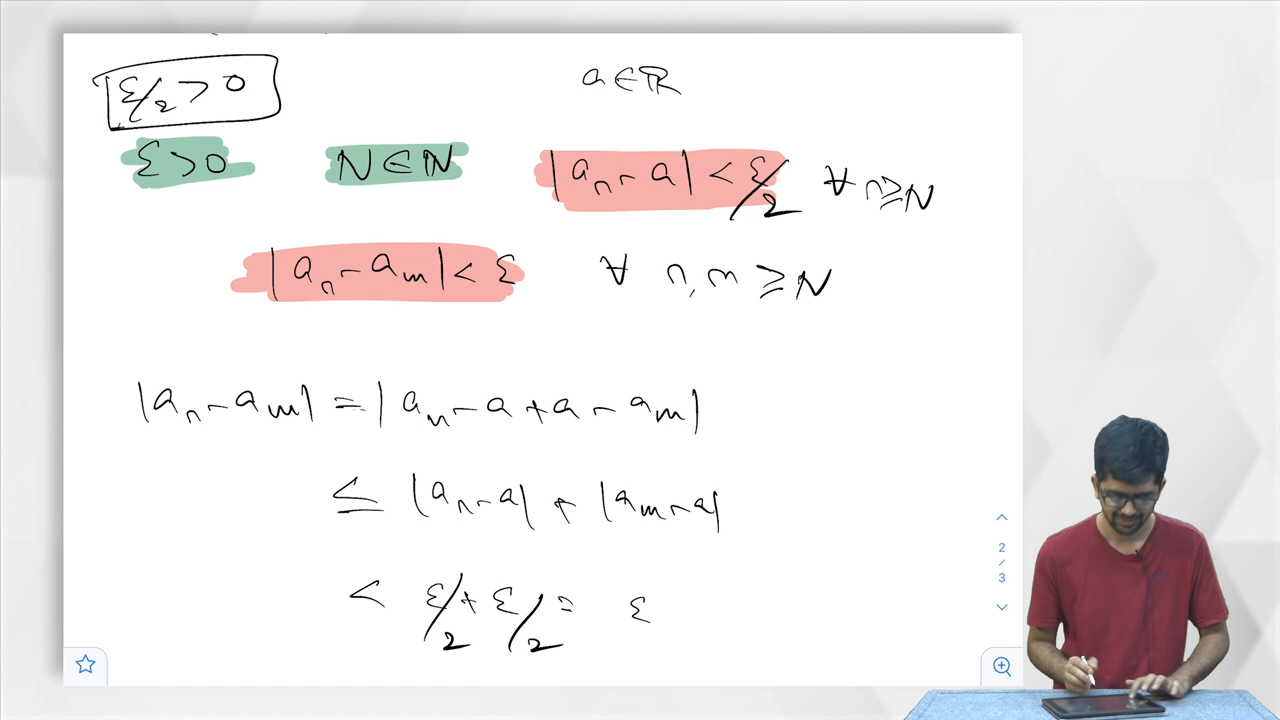 ε/2 > 0
a ∈ ℝ
ε > 0 N ∈ ℕ |aₙ - a| < ε/2 ∀ n ≥ N
|aₙ - aₘ| < ε ∀ n, m ≥ N
|aₙ - aₘ| = |aₙ - a + a - aₘ|
≤ |aₙ - a| + |aₘ - a|
< ε/2 + ε/2 = ε
2
/
3